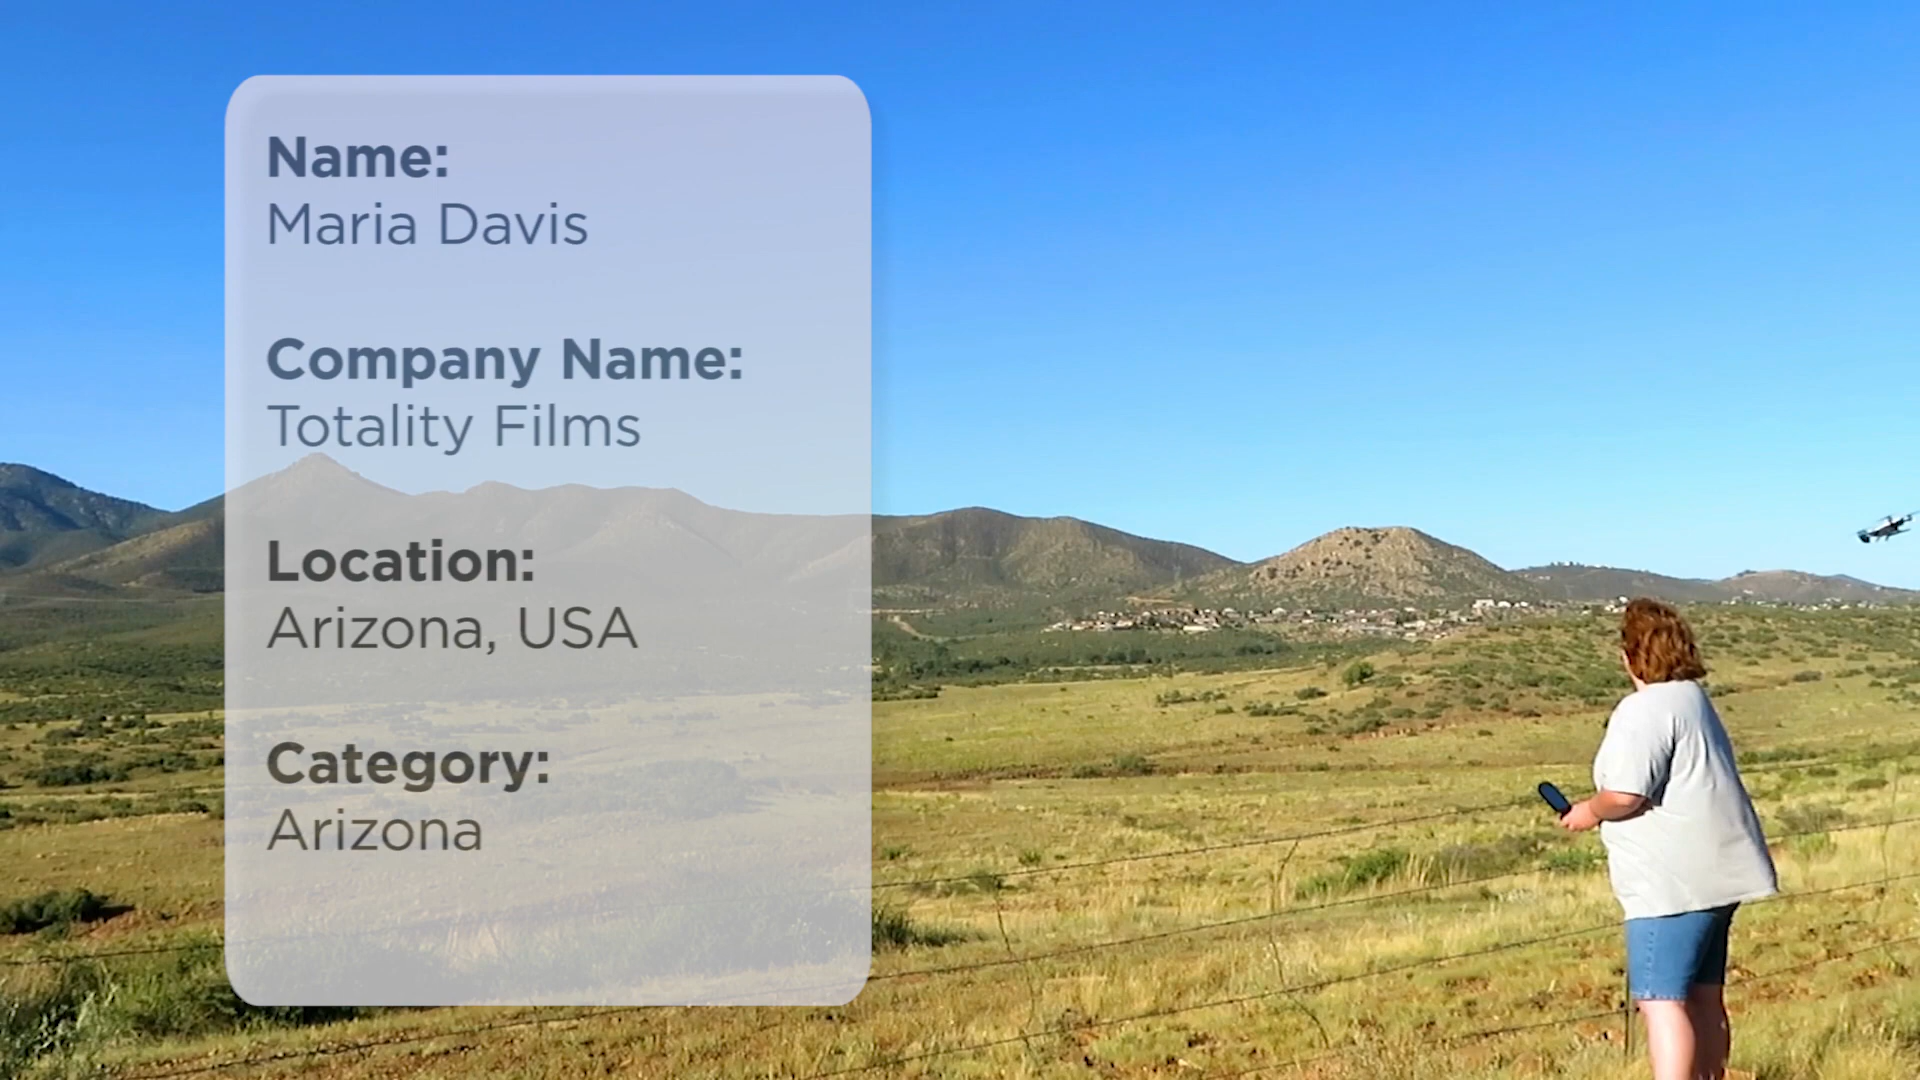 Name:
Maria Davis
Company Name:
Totality Films
Location:
Arizona, USA
Category:
Arizona